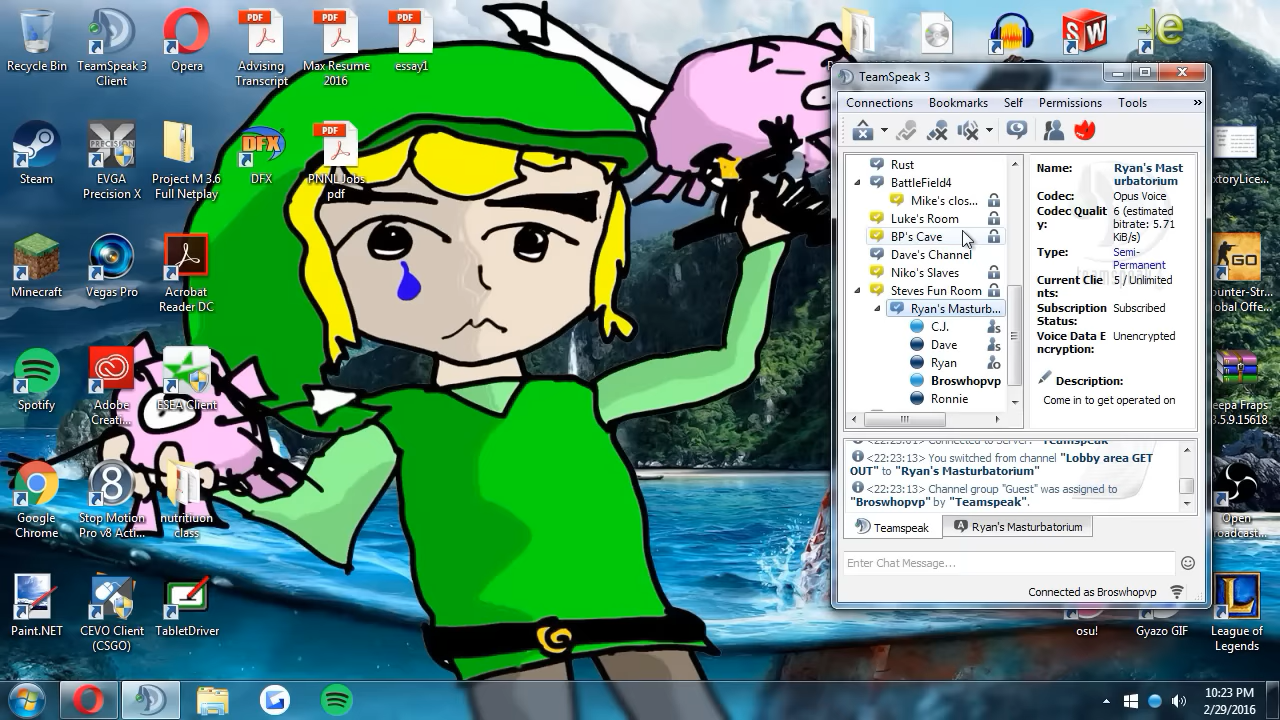 Recycle Bin
TeamSpeak 3
Client
Opera
Advising
Transcript
Max Resume
2016
essay1
Steam
EVGA
Precision X
Project M 3.6
Full Netplay
DFX
PNNL Jobs
pdf
Minecraft
Vegas Pro
Acrobat
Reader DC
Spotify
Adobe
Creati...
ESEA Client
Google
Chrome
Stop Motion
Pro v8 Acti...
nutrition
class
Paint.NET
CEVO Client
(CSGO)
TabletDriver
TeamSpeak 3
Connections
Bookmarks
Self
Permissions
Tools
»
Rust
BattleField4
Mike's clos...
Luke's Room
BP's Cave
Dave's Channel
Niko's Slaves
Steves Fun Room
Ryan's Masturb...
C.J.
Dave
Ryan
Broswhopvp
Ronnie
Name: Ryan's Mast
urbatorium
Codec: Opus Voice
Codec Qualit 6 (estimated
y: bitrate: 5.71
KiB/s)
Type: Semi-
Permanent
Current Clie 5 / Unlimited
nts:
Subscription Subscribed
Status:
Voice Data E Unencrypted
ncryption:
Description:
Come in to get operated on
<22:23:01> Connected to Server: "Teamspeak"
<22:23:13> You switched from channel "Lobby area GET
OUT" to "Ryan's Masturbatorium"
<22:23:13> Channel group "Guest" was assigned to
"Broswhopvp" by "Teamspeak".
Teamspeak
Ryan's Masturbatorium
Enter Chat Message...
Connected as Broswhopvp
osu!
Gyazo GIF
League of
Legends
10:23 PM
2/29/2016